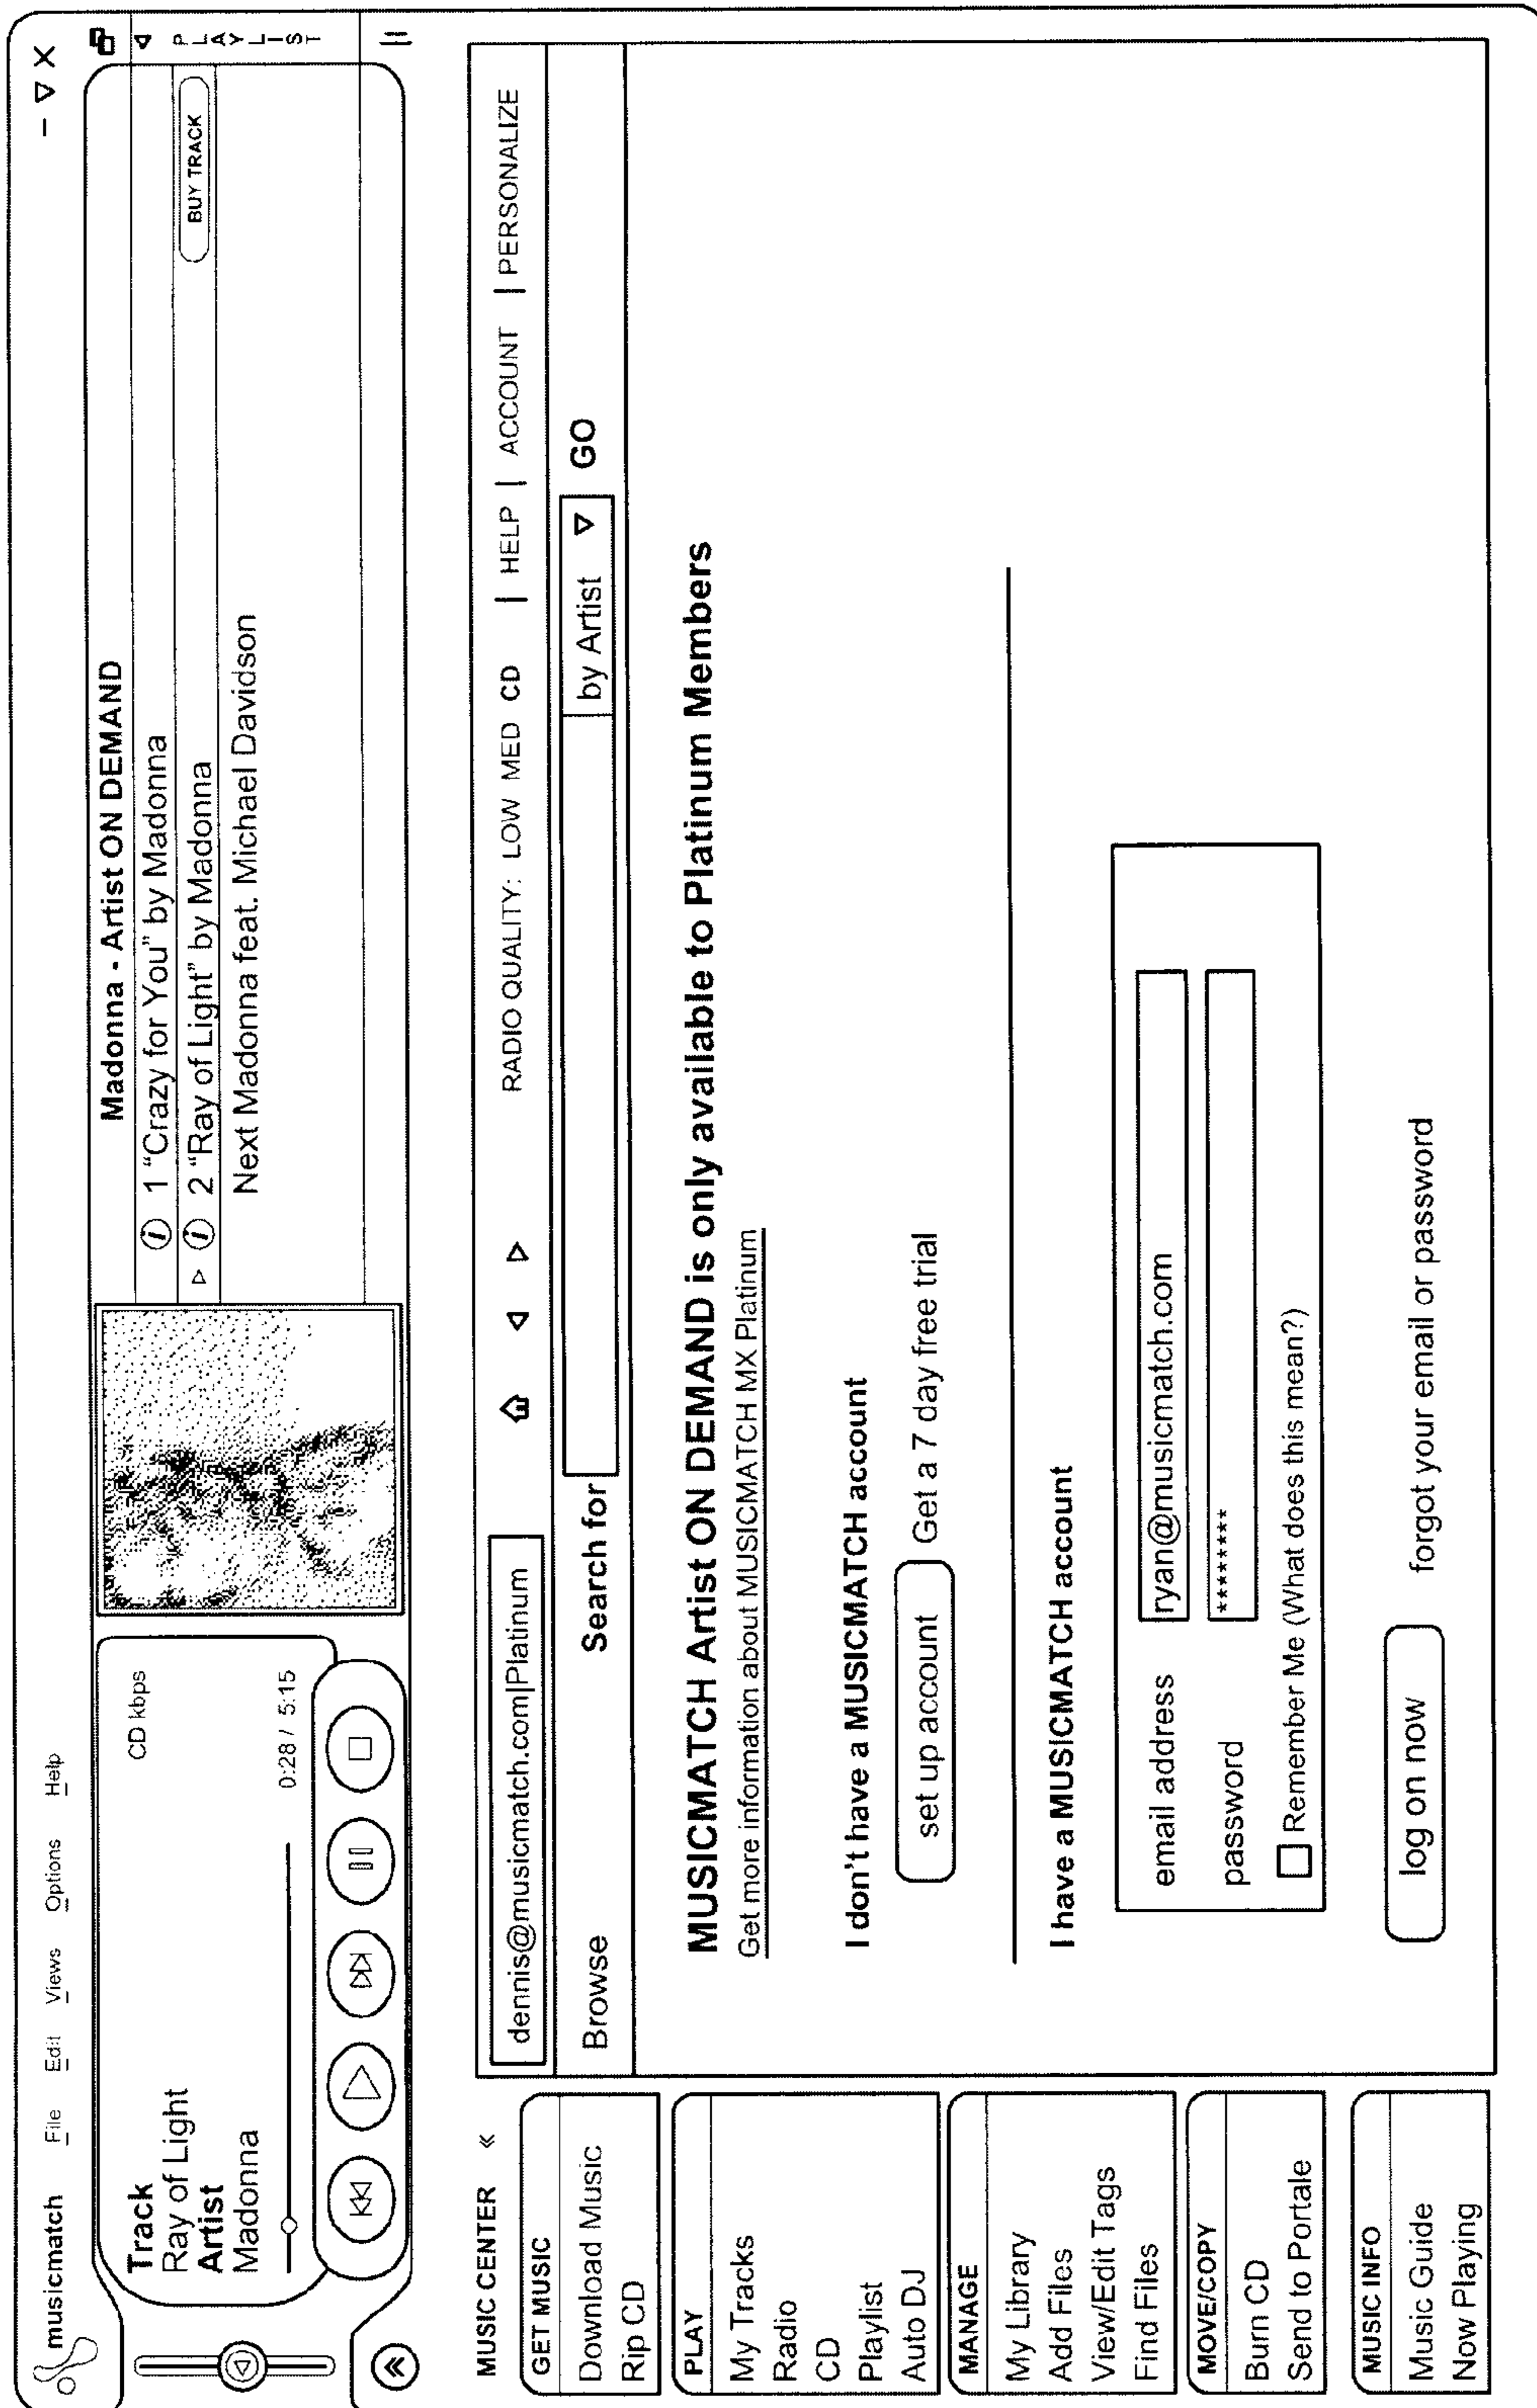 musicmatch File Edit Views Options Help
Track
Ray of Light
Artist
Madonna
CD kbps
0:28 / 5:15
Madonna - Artist ON DEMAND
1 “Crazy for You” by Madonna
2 “Ray of Light” by Madonna
BUY TRACK
Next Madonna feat. Michael Davidson
PLAYLIST
MUSIC CENTER «
GET MUSIC
Download Music
Rip CD
PLAY
My Tracks
Radio
CD
Playlist
Auto DJ
MANAGE
My Library
Add Files
View/Edit Tags
Find Files
MOVE/COPY
Burn CD
Send to Portale
MUSIC INFO
Music Guide
Now Playing
dennis@musicmatch.com|Platinum
RADIO QUALITY: LOW MED CD | HELP | ACCOUNT | PERSONALIZE
Browse Search for by Artist GO
MUSICMATCH Artist ON DEMAND is only available to Platinum Members
Get more information about MUSICMATCH MX Platinum
I don't have a MUSICMATCH account
set up account Get a 7 day free trial
I have a MUSICMATCH account
email address ryan@musicmatch.com
password ********
Remember Me (What does this mean?)
log on now forgot your email or password